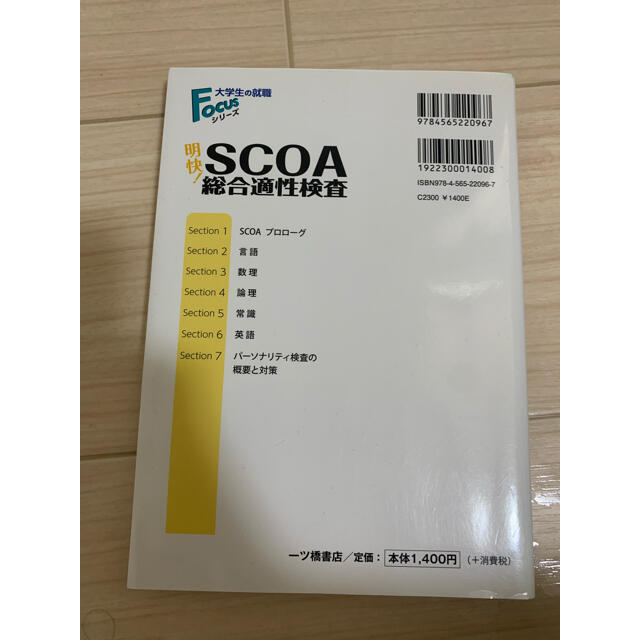 大学生の就職
Focus
シリーズ
明快!
SCOA
総合適性検査
9784565220967
1922300014008
ISBN978-4-565-22096-7
C2300 ¥1400E
Section 1 SCOA プロローグ
Section 2 言語
Section 3 数理
Section 4 論理
Section 5 常識
Section 6 英語
Section 7 パーソナリティ検査の
概要と対策
一ツ橋書店/定価: 本体1,400円 (+消費税)